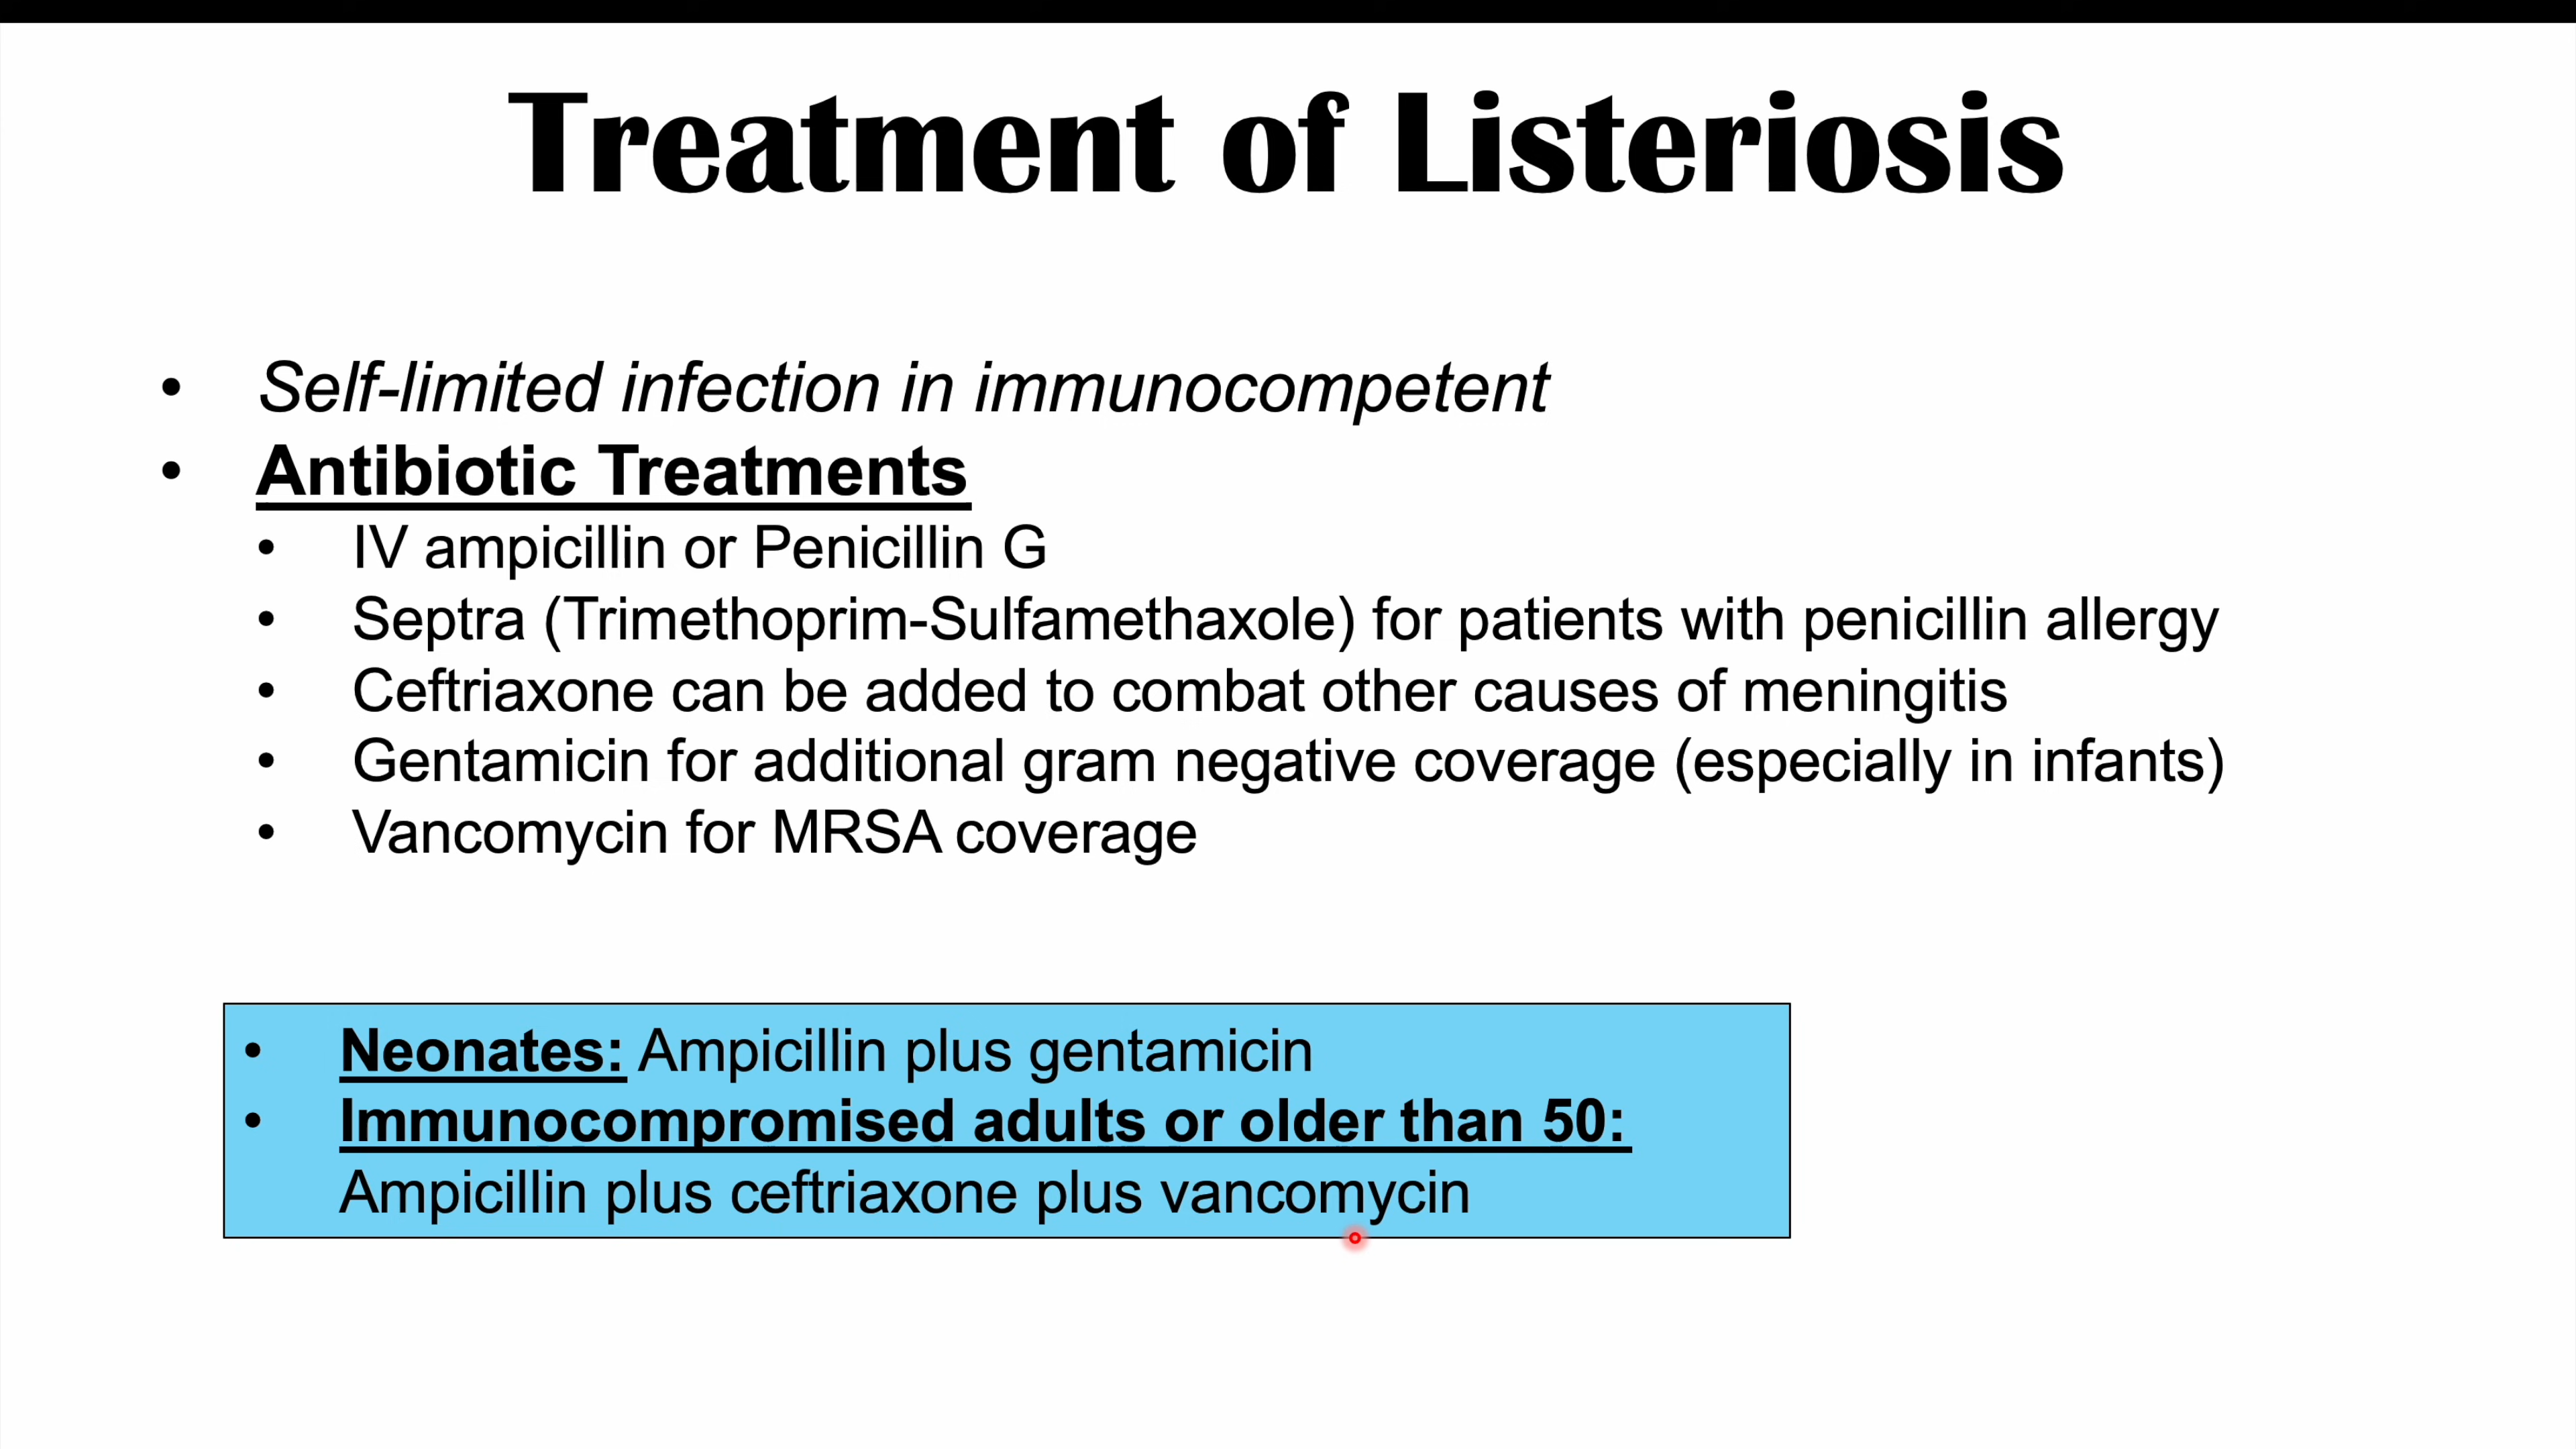 Treatment of Listeriosis
• Self-limited infection in immunocompetent
• Antibiotic Treatments
• IV ampicillin or Penicillin G
• Septra (Trimethoprim-Sulfamethaxole) for patients with penicillin allergy
• Ceftriaxone can be added to combat other causes of meningitis
• Gentamicin for additional gram negative coverage (especially in infants)
• Vancomycin for MRSA coverage
• Neonates: Ampicillin plus gentamicin
• Immunocompromised adults or older than 50:
Ampicillin plus ceftriaxone plus vancomycin